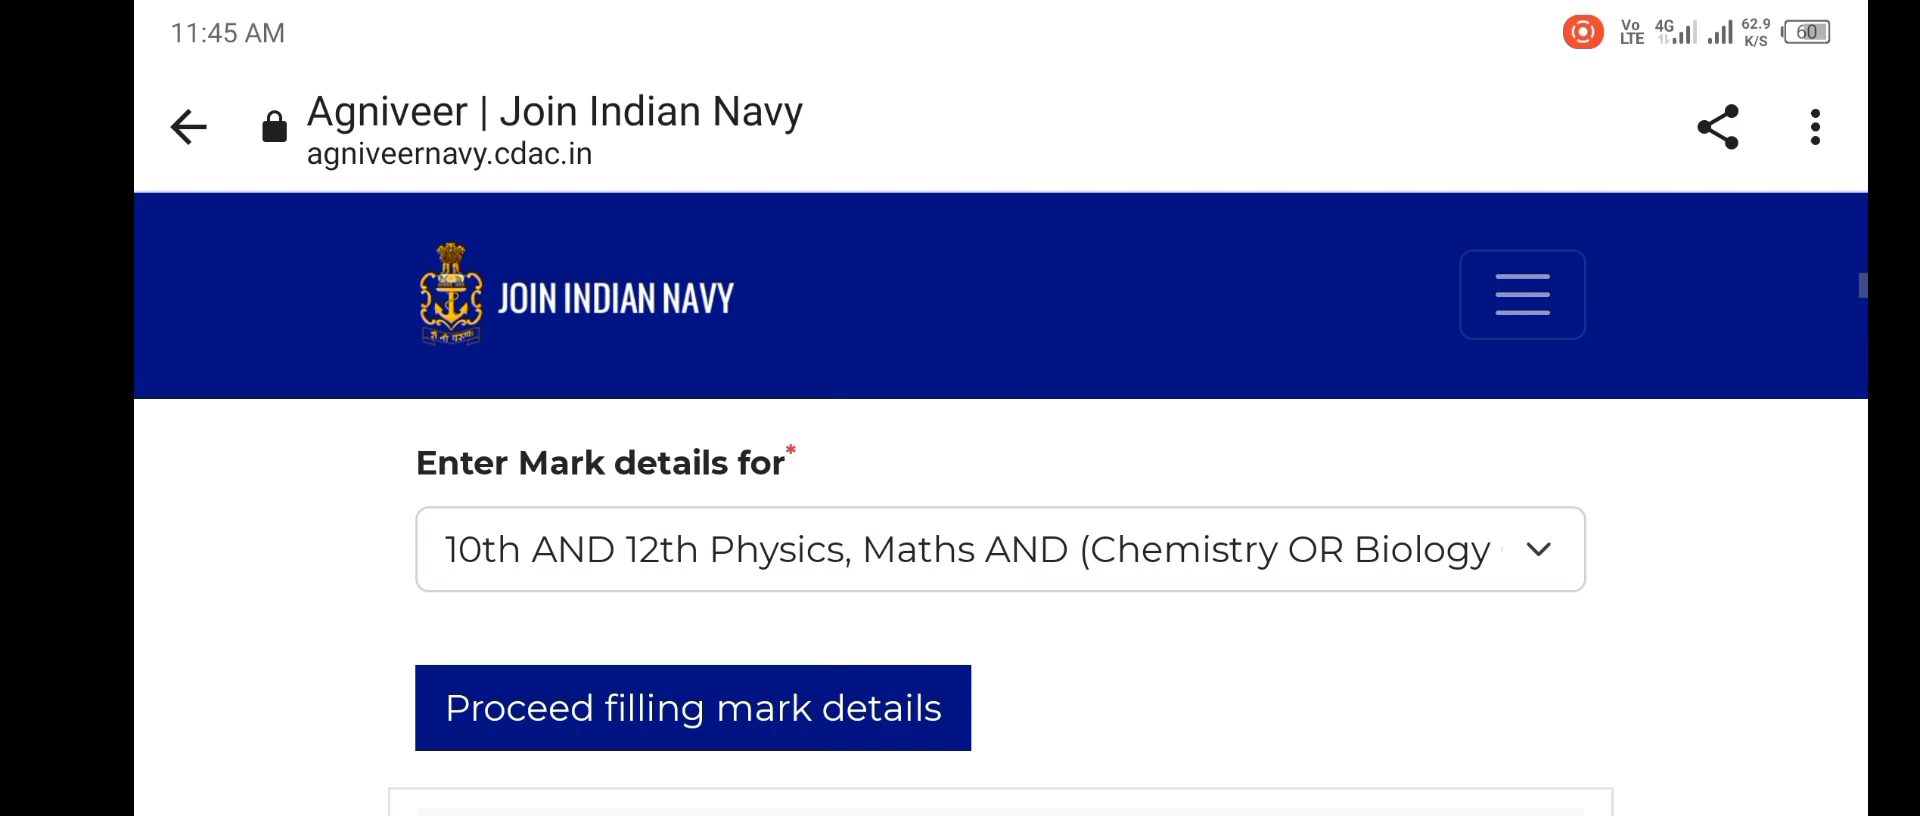 11:45 AM
Vo LTE 4G 62.9 K/S 60
Agniveer | Join Indian Navy
agniveernavy.cdac.in
JOIN INDIAN NAVY
Enter Mark details for*
10th AND 12th Physics, Maths AND (Chemistry OR Biology
Proceed filling mark details